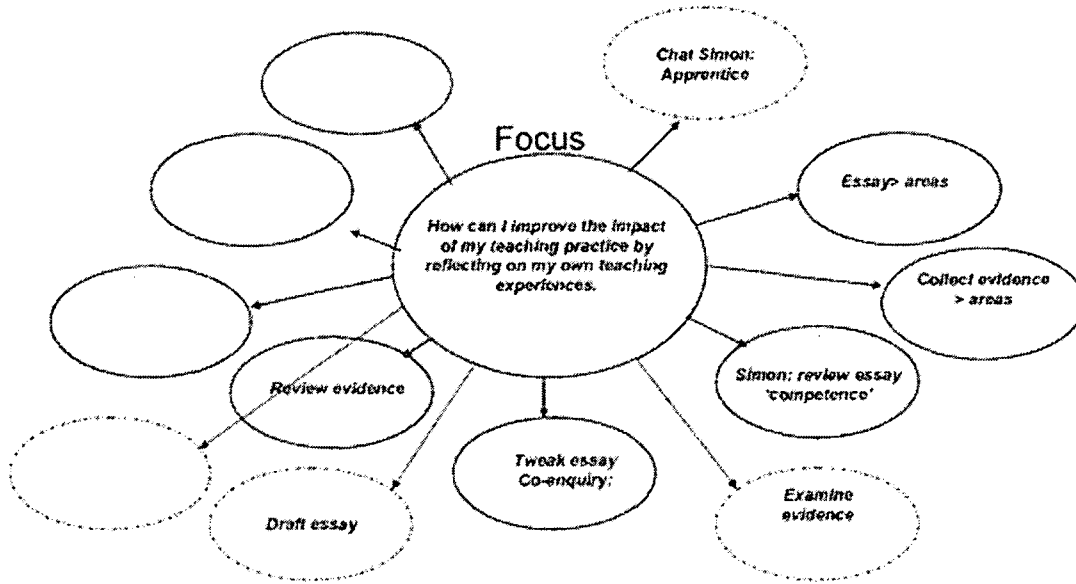 Chat Simon:
Apprentice
Focus
Essay> areas
How can I improve the impact
of my teaching practice by
reflecting on my own teaching
experiences.
Collect evidence
> areas
Simon: review essay
'competence'
Review evidence
Tweak essay
Co-enquiry:
Examine
evidence
Draft essay